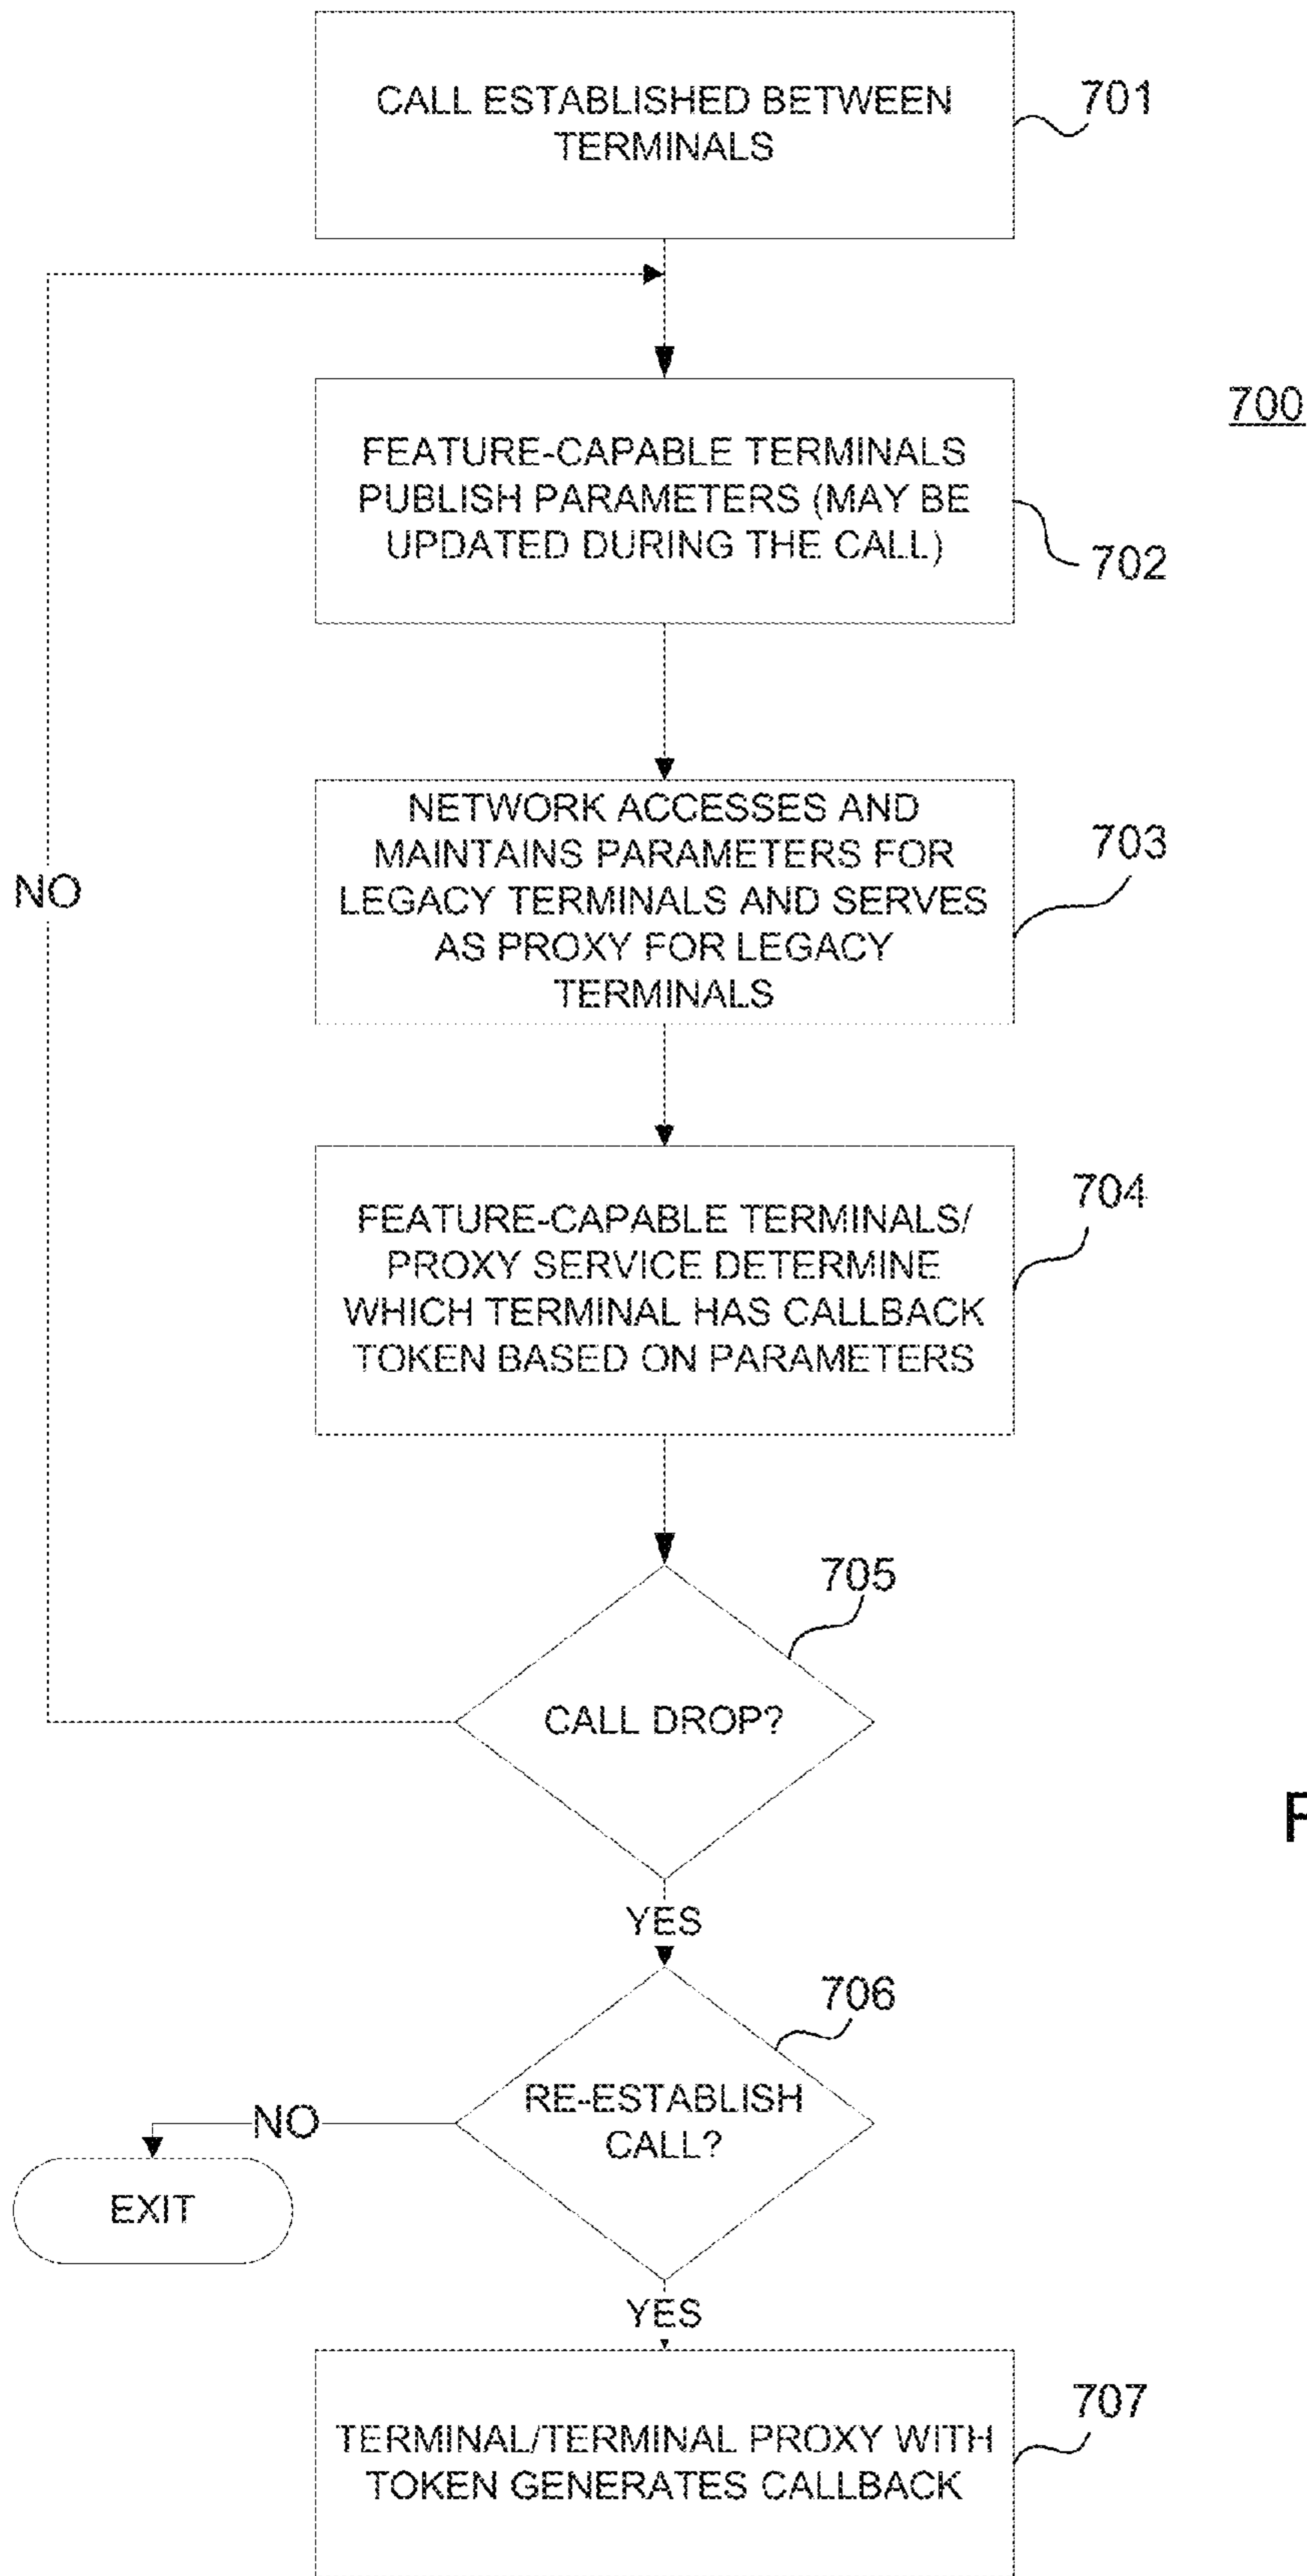 CALL ESTABLISHED BETWEEN
TERMINALS
701
700
FEATURE-CAPABLE TERMINALS
PUBLISH PARAMETERS (MAY BE
UPDATED DURING THE CALL)
702
NETWORK ACCESSES AND
MAINTAINS PARAMETERS FOR
LEGACY TERMINALS AND SERVES
AS PROXY FOR LEGACY
TERMINALS
703
NO
FEATURE-CAPABLE TERMINALS/
PROXY SERVICE DETERMINE
WHICH TERMINAL HAS CALLBACK
TOKEN BASED ON PARAMETERS
704
705
CALL DROP?
YES
706
RE-ESTABLISH
CALL?
NO
EXIT
YES
TERMINAL/TERMINAL PROXY WITH
TOKEN GENERATES CALLBACK
707